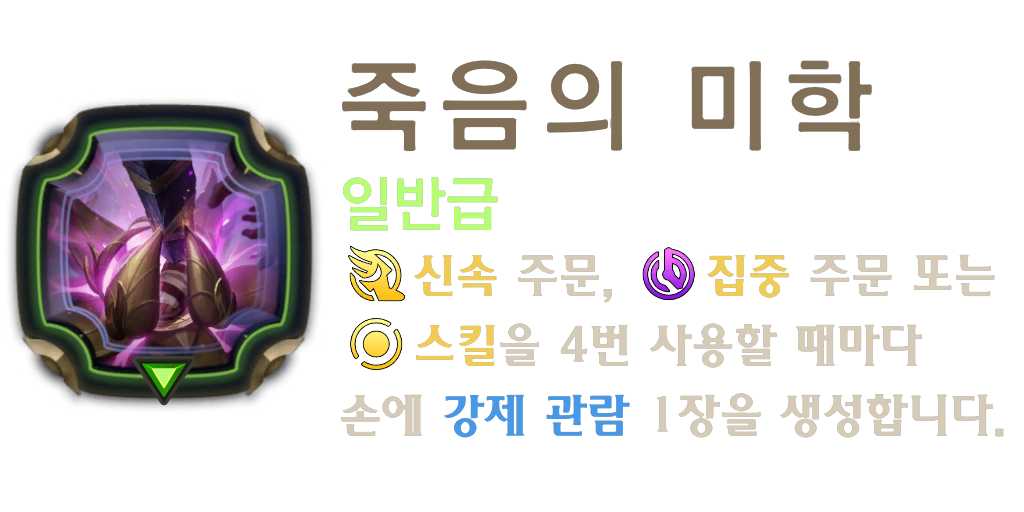 죽음의 미학
일반급
신속 주문, 집중 주문 또는
스킬을 4번 사용할 때마다
손에 강제 관람 1장을 생성합니다.